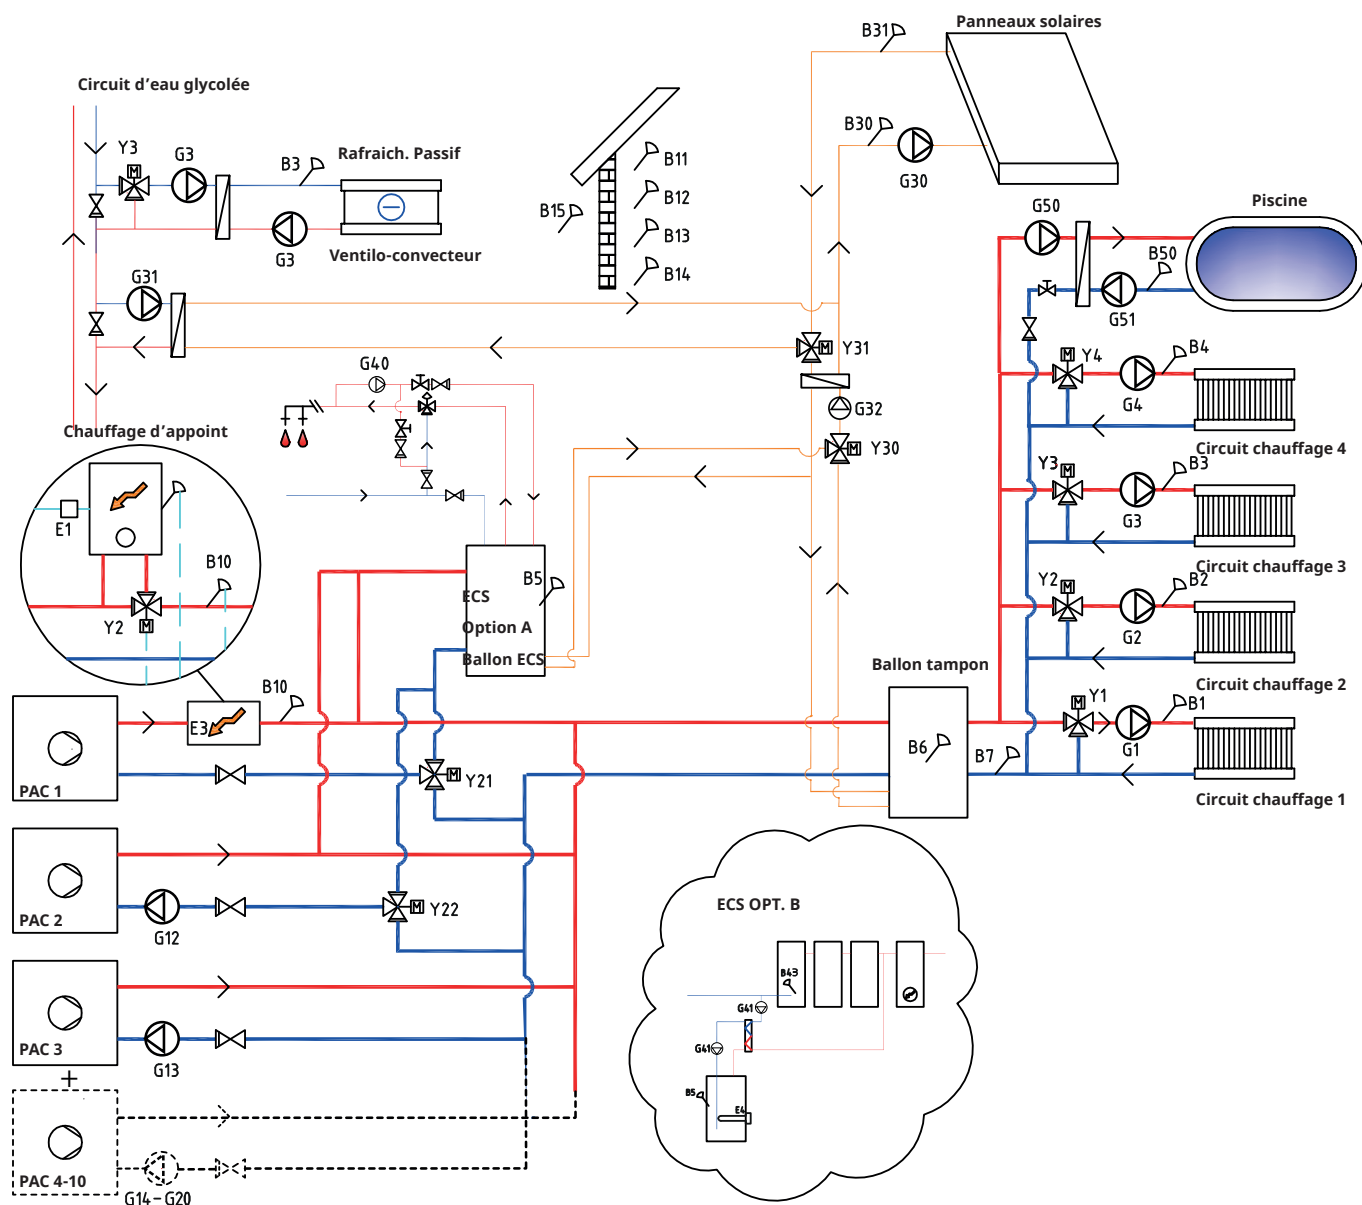 Panneaux solaires
B31
Circuit d'eau glycolée
B30
G30
Y3
M
G3
B3
Rafraich. Passif
B11
B12
B15
B13
B14
G3
Ventilo-convecteur
G50
Piscine
B50
G51
G31
Y31
M
G40
G32
Y30
M
Y4
M
B4
G4
Circuit chauffage 4
Chauffage d'appoint
E1
B10
Y2
M
Y3
M
B3
G3
Circuit chauffage 3
B5
ECS
Option A
Ballon ECS
Y2
M
B2
G2
Circuit chauffage 2
Ballon tampon
B10
E3
PAC 1
Y21
M
B6
B7
Y1
M
B1
G1
Circuit chauffage 1
PAC 2
G12
Y22
M
ECS OPT. B
B43
G41
G41
B5
E4
PAC 3
G13
+
PAC 4-10
G14-G20